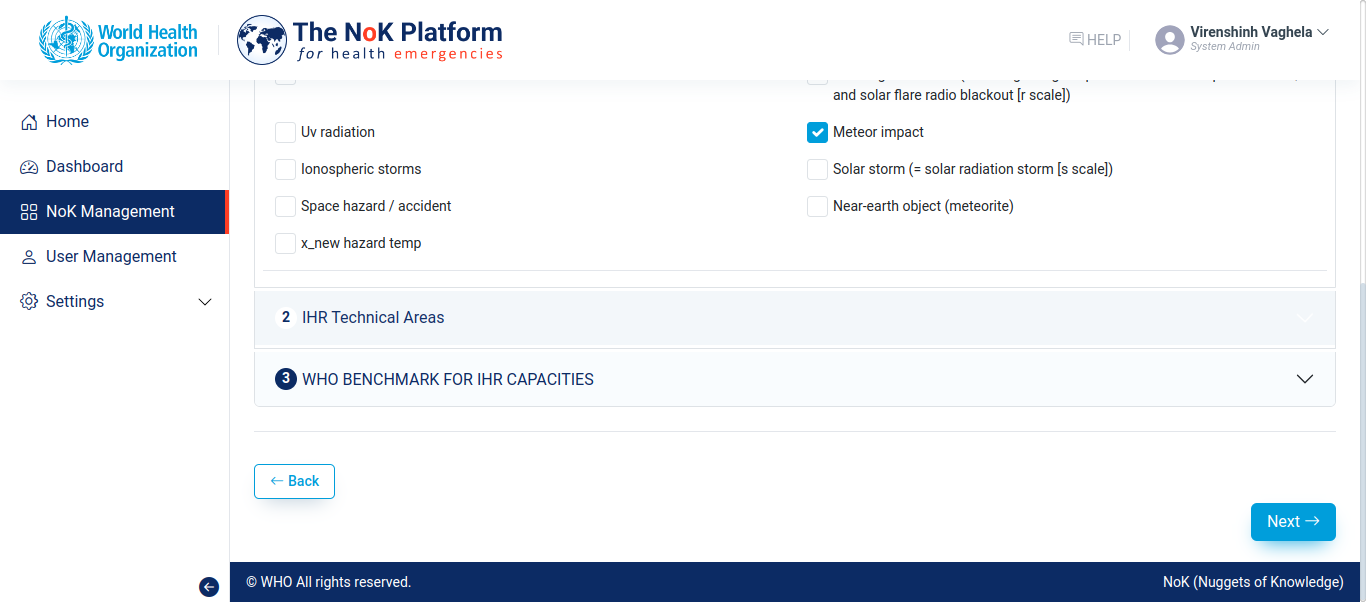 World Health
Organization
The NoK Platform
for health emergencies
HELP
Virenshinh Vaghela
System Admin
Home
Dashboard
NoK Management
User Management
Settings
and solar flare radio blackout [r scale])
Uv radiation
Meteor impact
Ionospheric storms
Solar storm (= solar radiation storm [s scale])
Space hazard / accident
Near-earth object (meteorite)
x_new hazard temp
2 IHR Technical Areas
3 WHO BENCHMARK FOR IHR CAPACITIES
← Back
Next →
© WHO All rights reserved.
NoK (Nuggets of Knowledge)